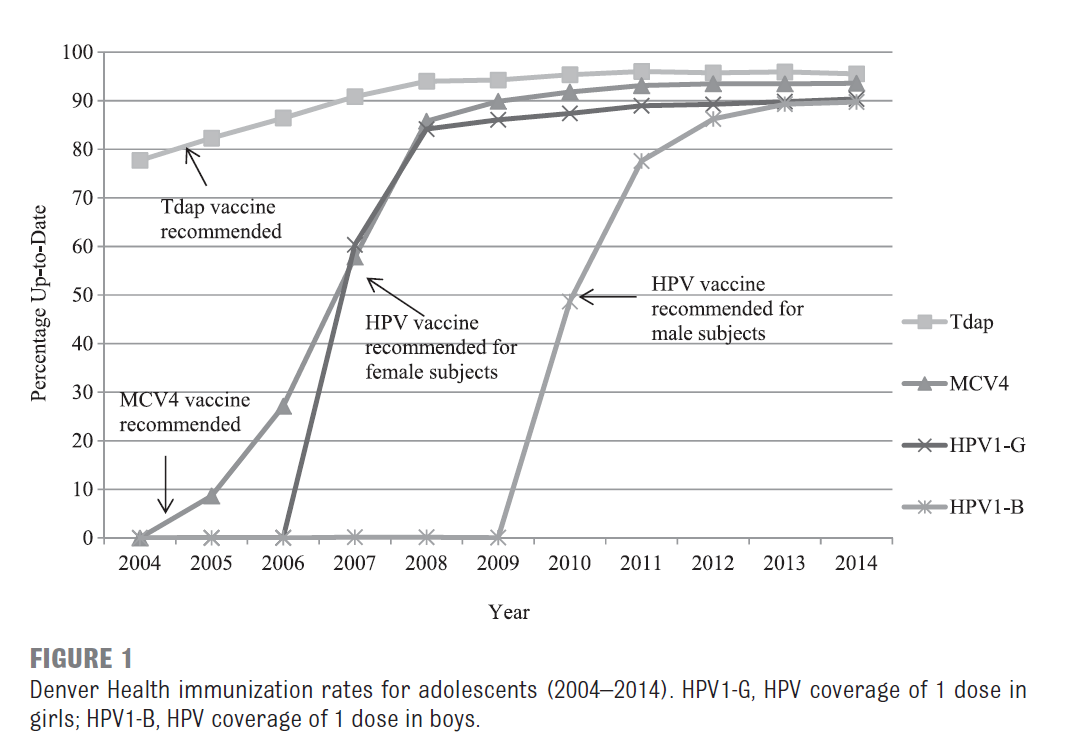 100
90
80
70
60
50
40
30
20
10
0
Percentage Up-to-Date
Tdap vaccine
recommended
MCV4 vaccine
recommended
HPV vaccine
recommended for
female subjects
HPV vaccine
recommended for
male subjects
Tdap
MCV4
HPV1-G
HPV1-B
2004 2005 2006 2007 2008 2009 2010 2011 2012 2013 2014
Year
FIGURE 1
Denver Health immunization rates for adolescents (2004–2014). HPV1-G, HPV coverage of 1 dose in
girls; HPV1-B, HPV coverage of 1 dose in boys.